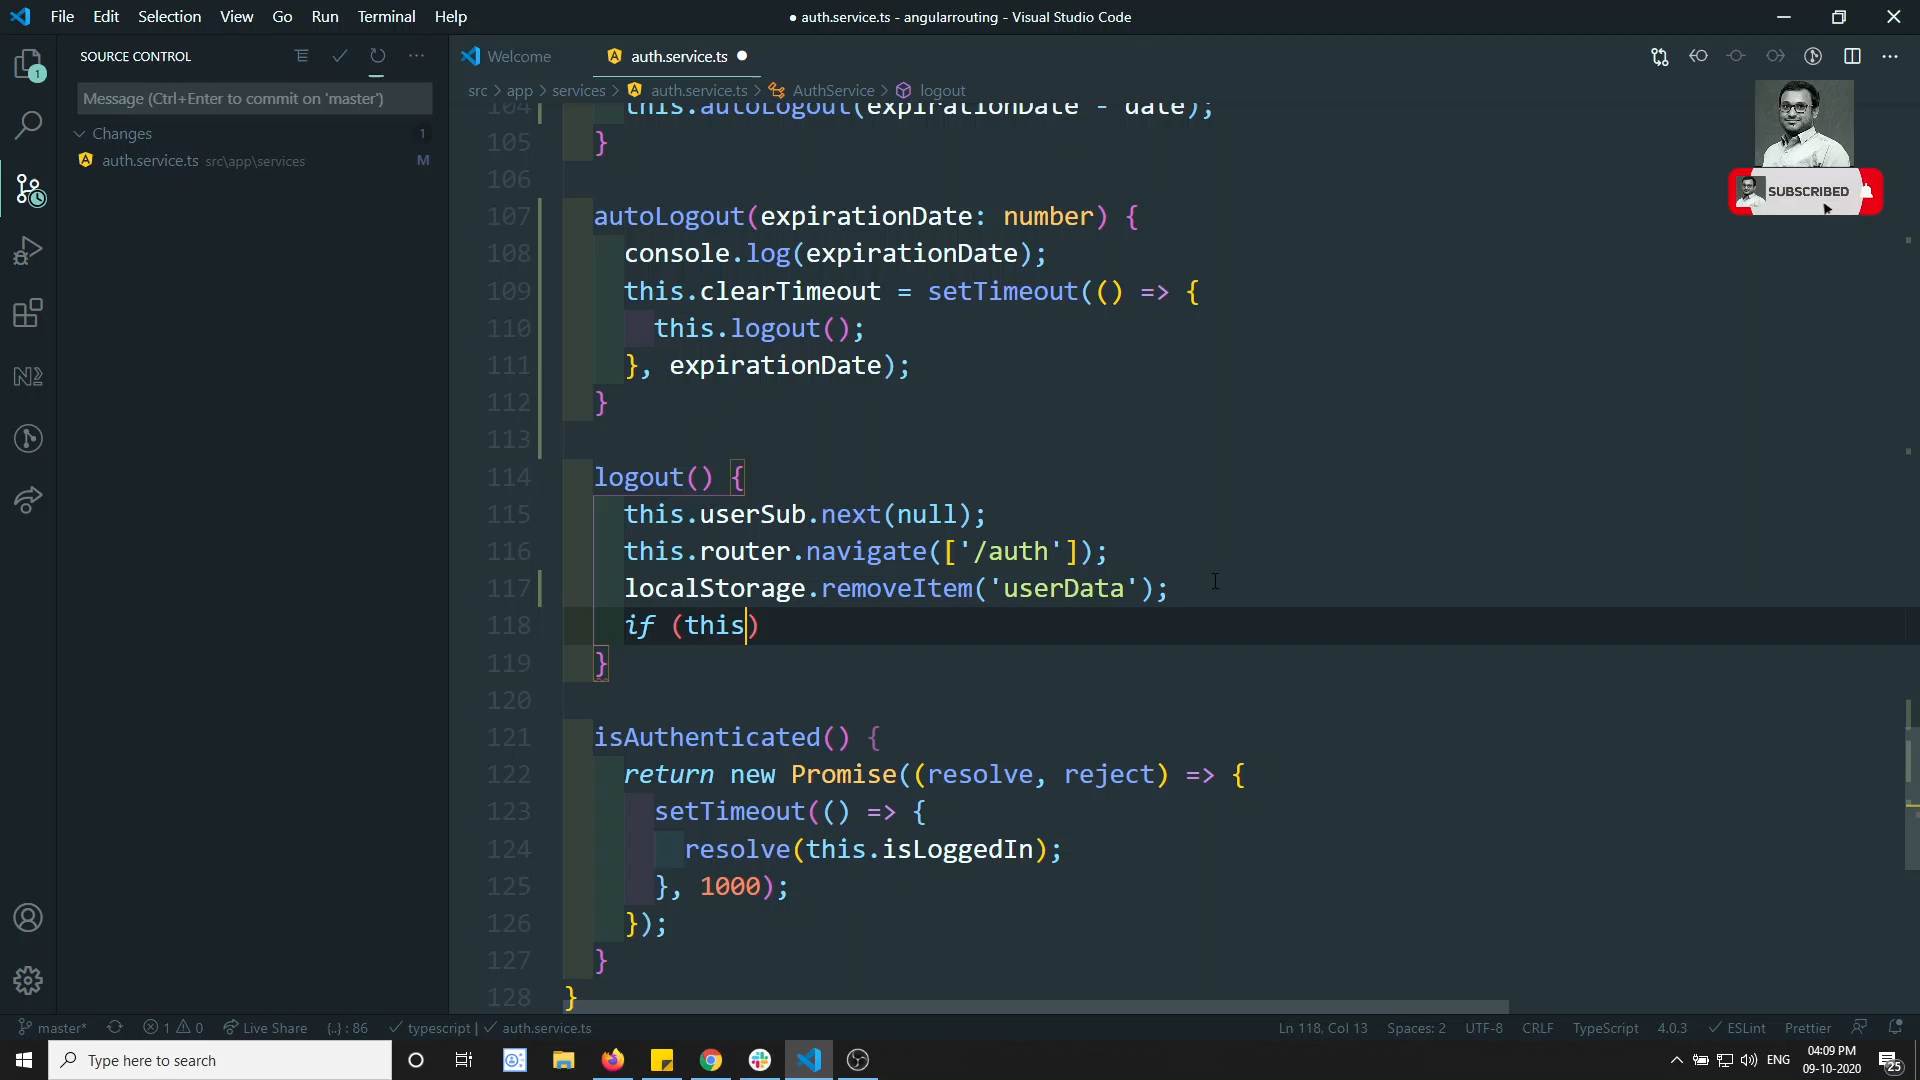 File Edit Selection View Go Run Terminal Help
● auth.service.ts - angularrouting - Visual Studio Code
SOURCE CONTROL
Welcome
auth.service.ts ●
1
Message (Ctrl+Enter to commit on 'master')
Changes 1
auth.service.ts src\app\services M
src > app > services > auth.service.ts > AuthService > logout
104 this.autoLogout(expirationDate - date);
105 }
106
107 autoLogout(expirationDate: number) {
108 console.log(expirationDate);
109 this.clearTimeout = setTimeout(() => {
110 this.logout();
111 }, expirationDate);
112 }
113
114 logout() {
115 this.userSub.next(null);
116 this.router.navigate(['/auth']);
117 localStorage.removeItem('userData');
118 if (this)
119 }
120
121 isAuthenticated() {
122 return new Promise((resolve, reject) => {
123 setTimeout(() => {
124 resolve(this.isLoggedIn);
125 }, 1000);
126 });
127 }
128 }
SUBSCRIBED
master* 1 0 Live Share {..} : 86 ✓ typescript | ✓ auth.service.ts
Ln 118, Col 13 Spaces: 2 UTF-8 CRLF TypeScript 4.0.3 ✓ ESLint Prettier
Type here to search
ENG
04:09 PM
09-10-2020
25